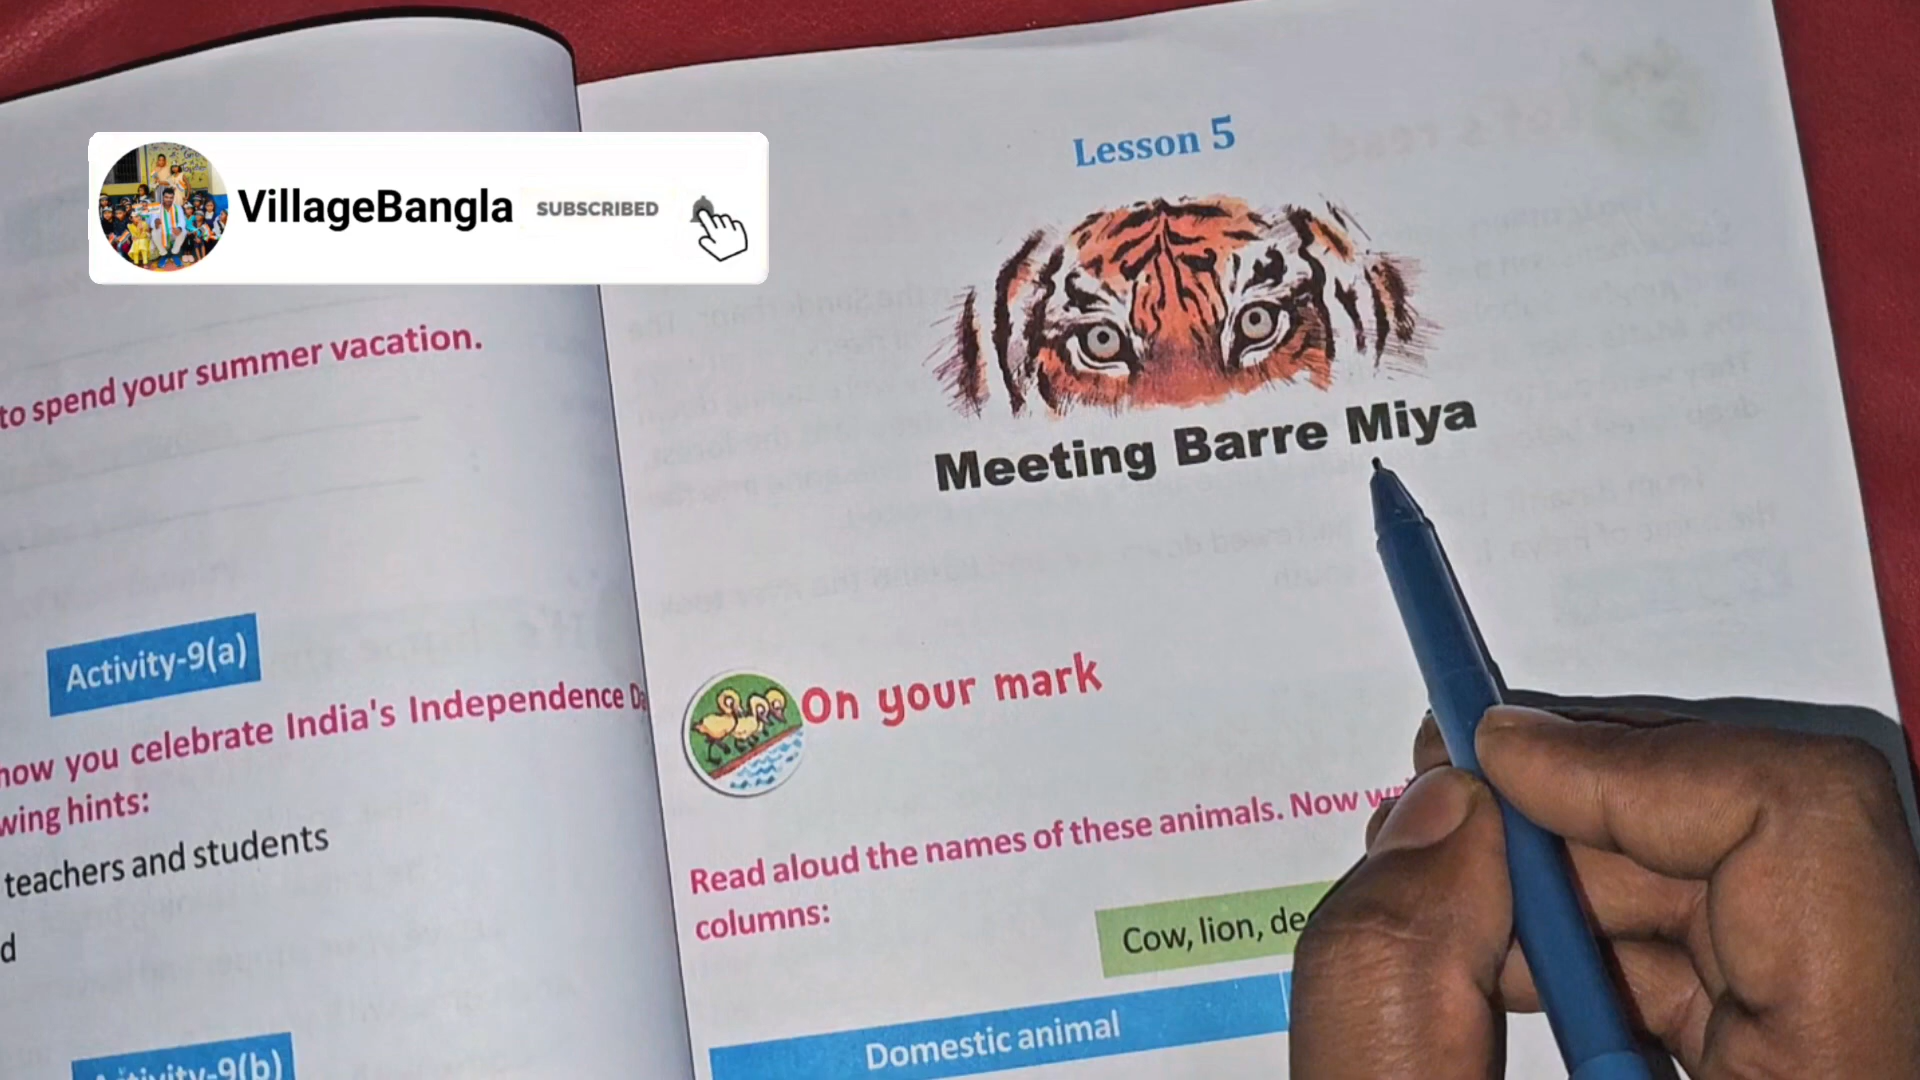 VillageBangla SUBSCRIBED
to spend your summer vacation.
Activity-9(a)
how you celebrate India's Independence
wing hints:
teachers and students
d
Activity-9(b)
Lesson 5
Meeting Barre Miya
On your mark
Read aloud the names of these animals. Now
columns:
Cow, lion,
Domestic animal